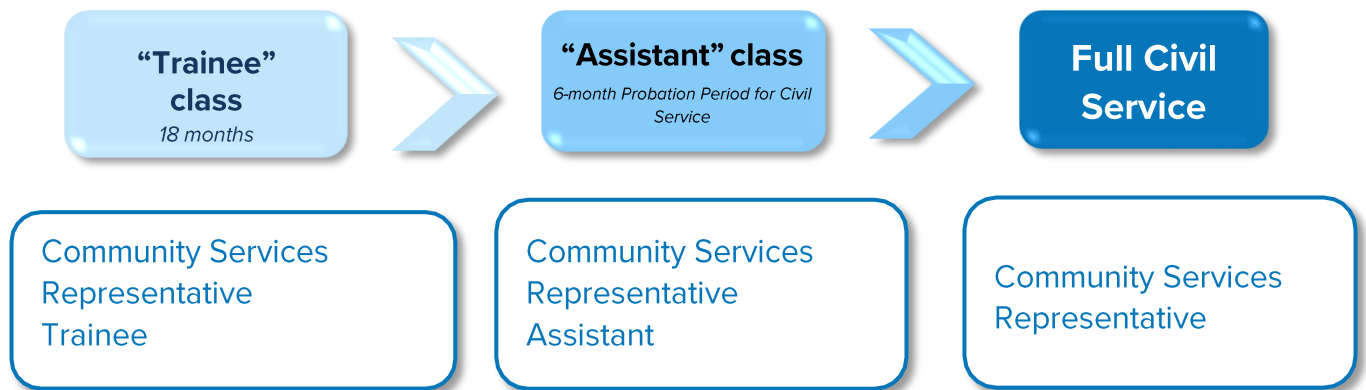 “Trainee”
class
18 months
“Assistant” class
6-month Probation Period for Civil
Service
Full Civil
Service
Community Services
Representative
Trainee
Community Services
Representative
Assistant
Community Services
Representative